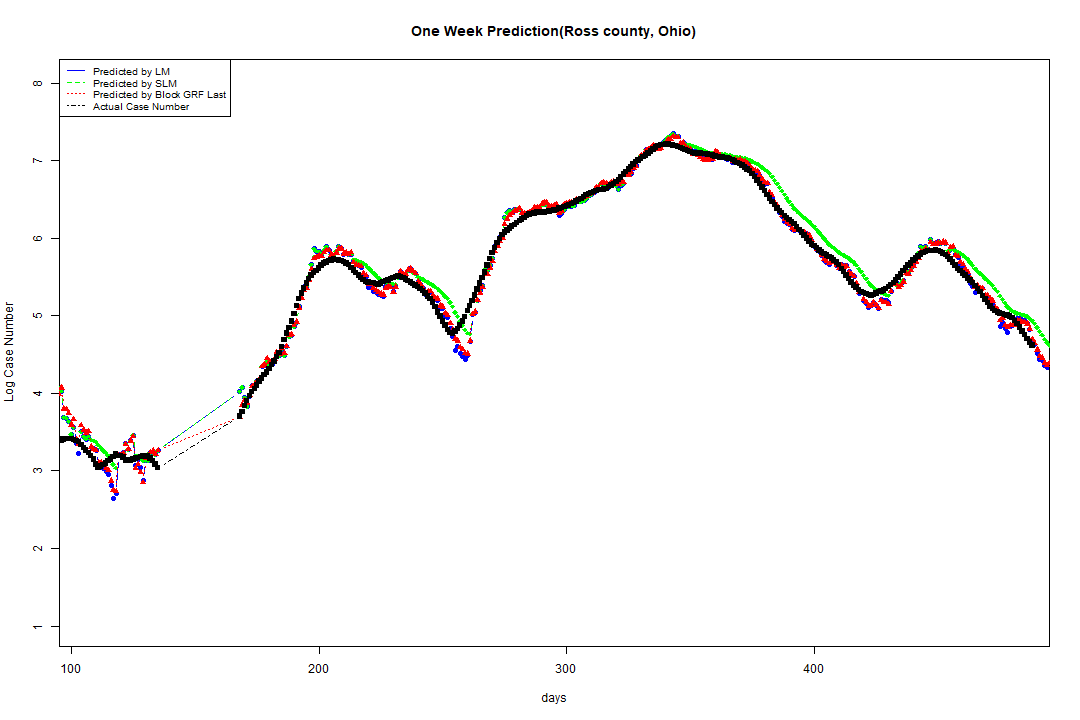 One Week Prediction(Ross county, Ohio)
Predicted by LM
Predicted by SLM
Predicted by Block GRF Last
Actual Case Number
8
7
6
5
4
3
2
1
Log Case Number
100 200 300 400
days